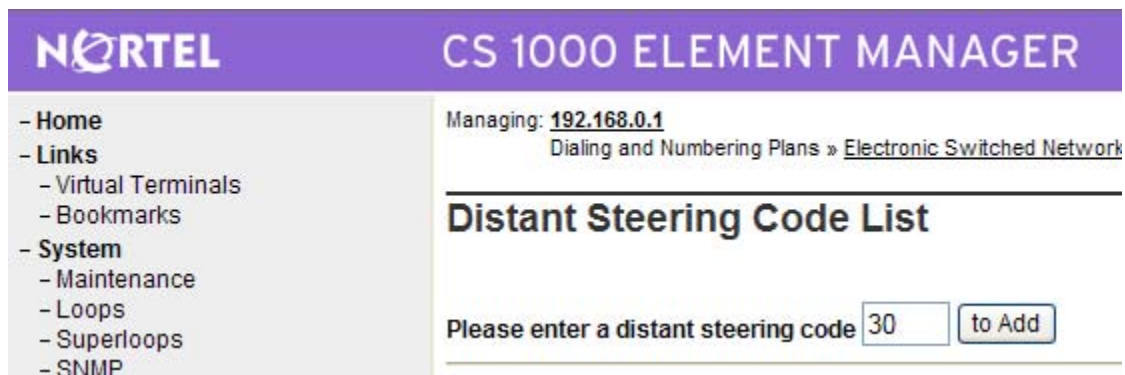 NORTEL
CS 1000 ELEMENT MANAGER
– Home
– Links
– Virtual Terminals
– Bookmarks
– System
– Maintenance
– Loops
– Superloops
– SNMP
Managing: 192.168.0.1
Dialing and Numbering Plans » Electronic Switched Network
Distant Steering Code List
Please enter a distant steering code 30 to Add